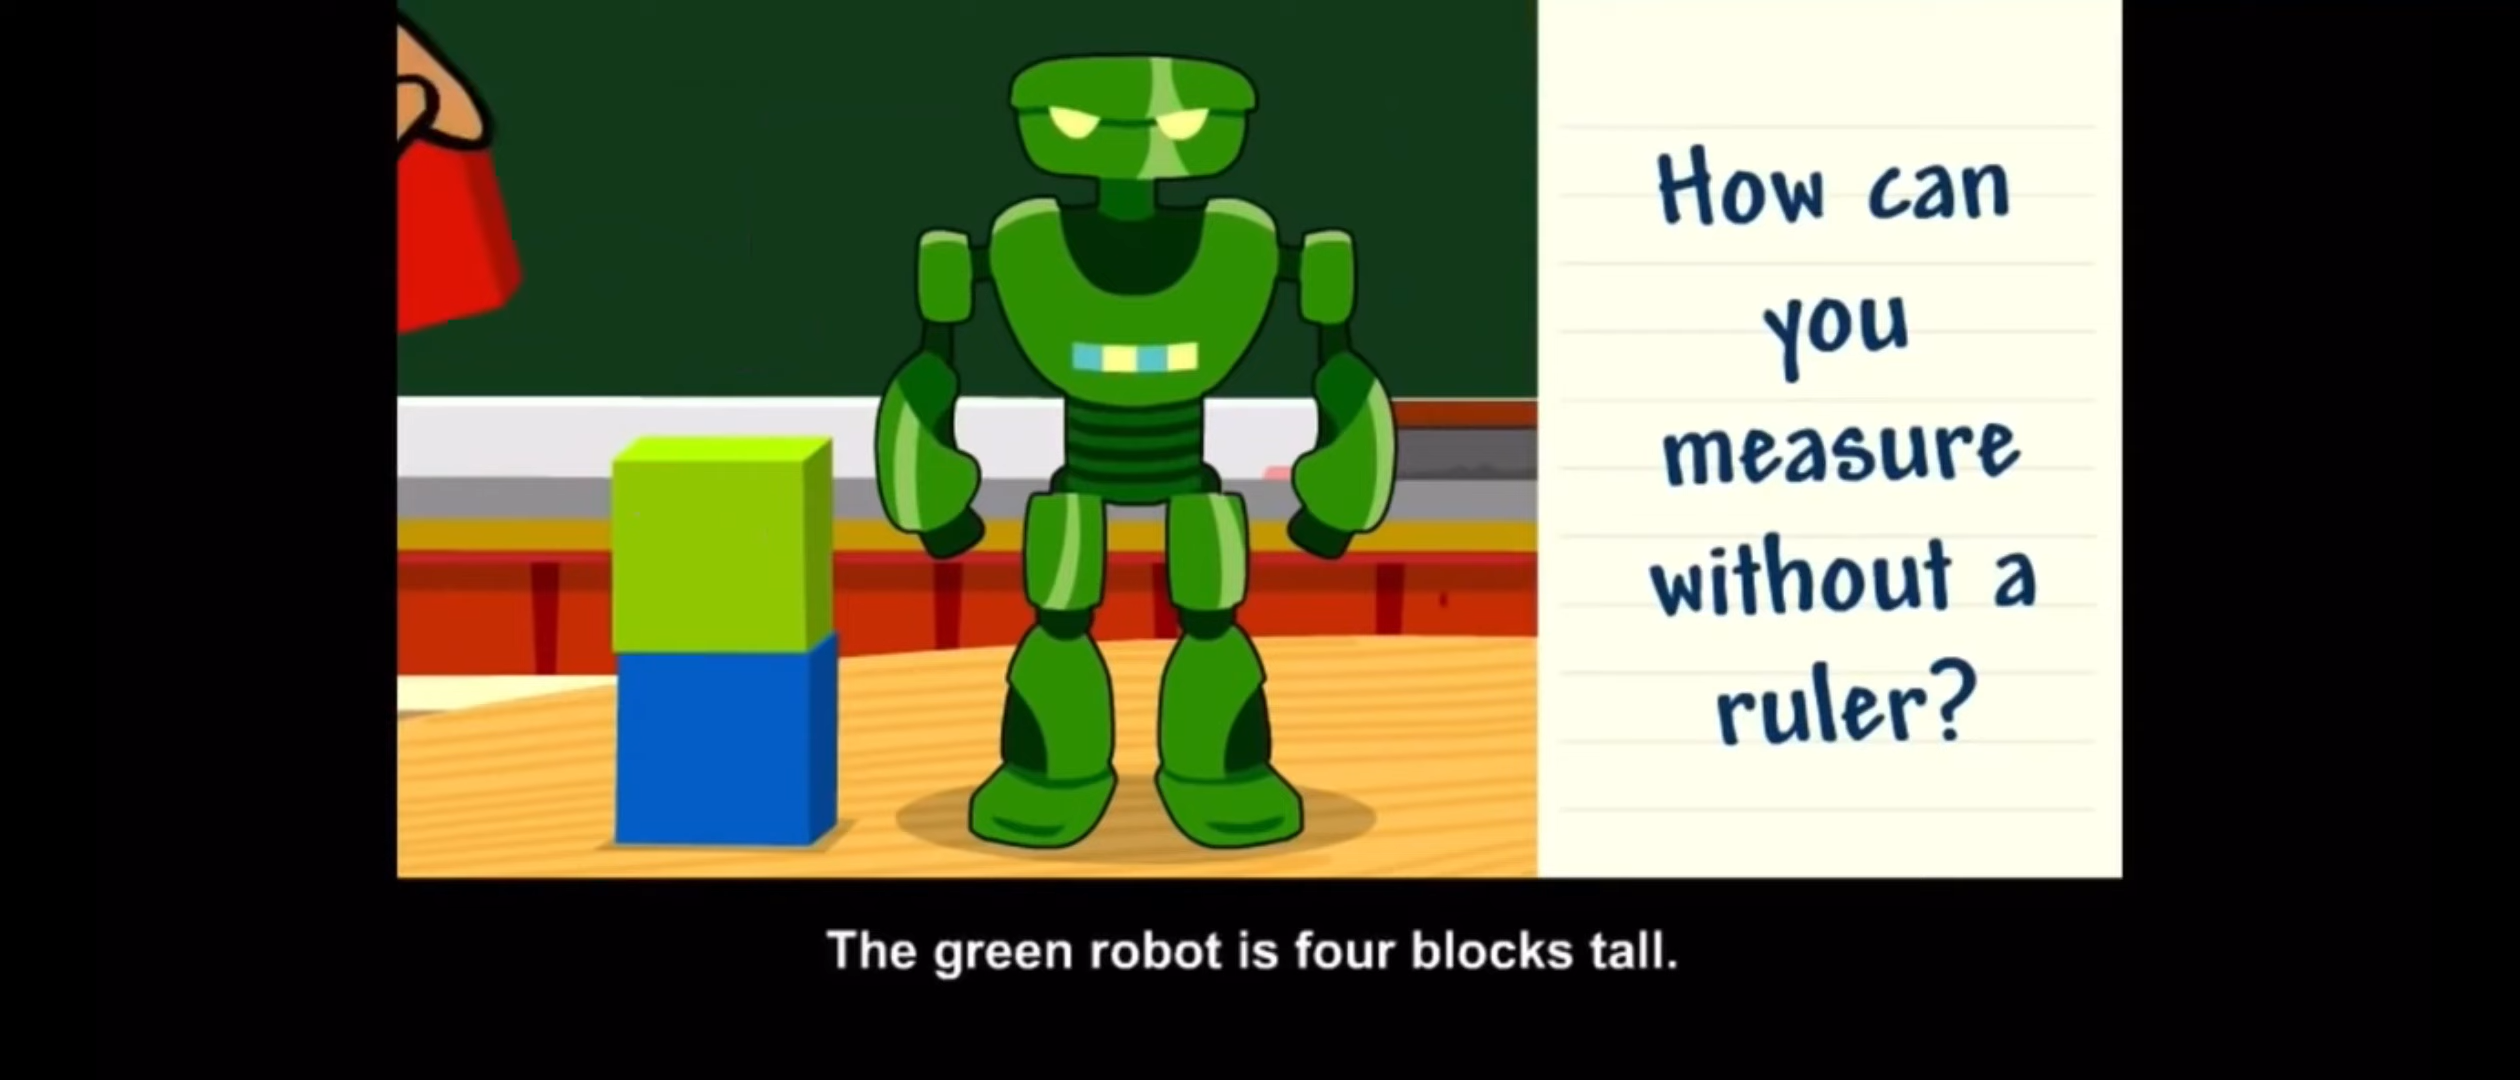 How can
you
measure
without a
ruler?
The green robot is four blocks tall.